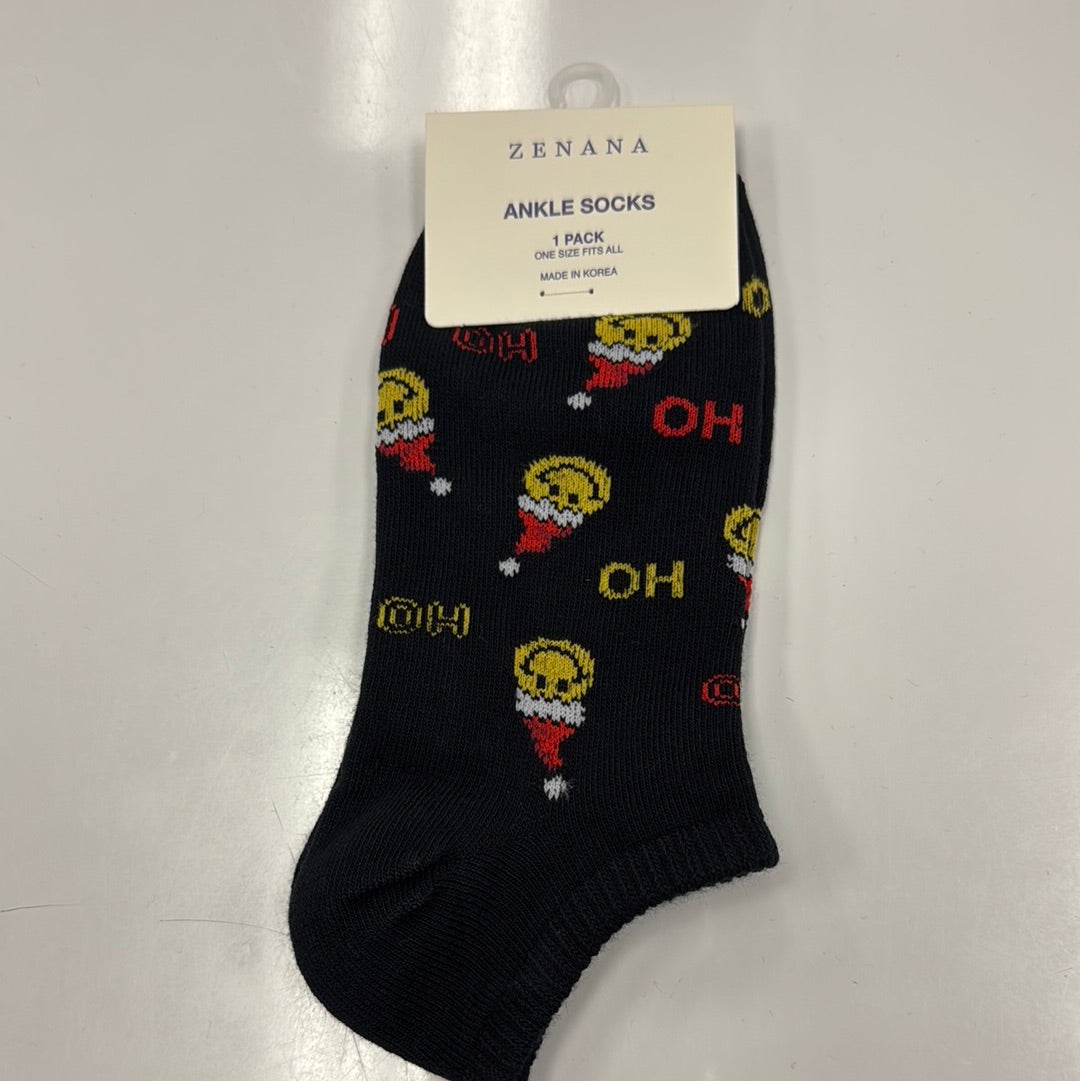 ZENANA
ANKLE SOCKS
1 PACK
ONE SIZE FITS ALL
MADE IN KOREA
OH
OH
OH
OH